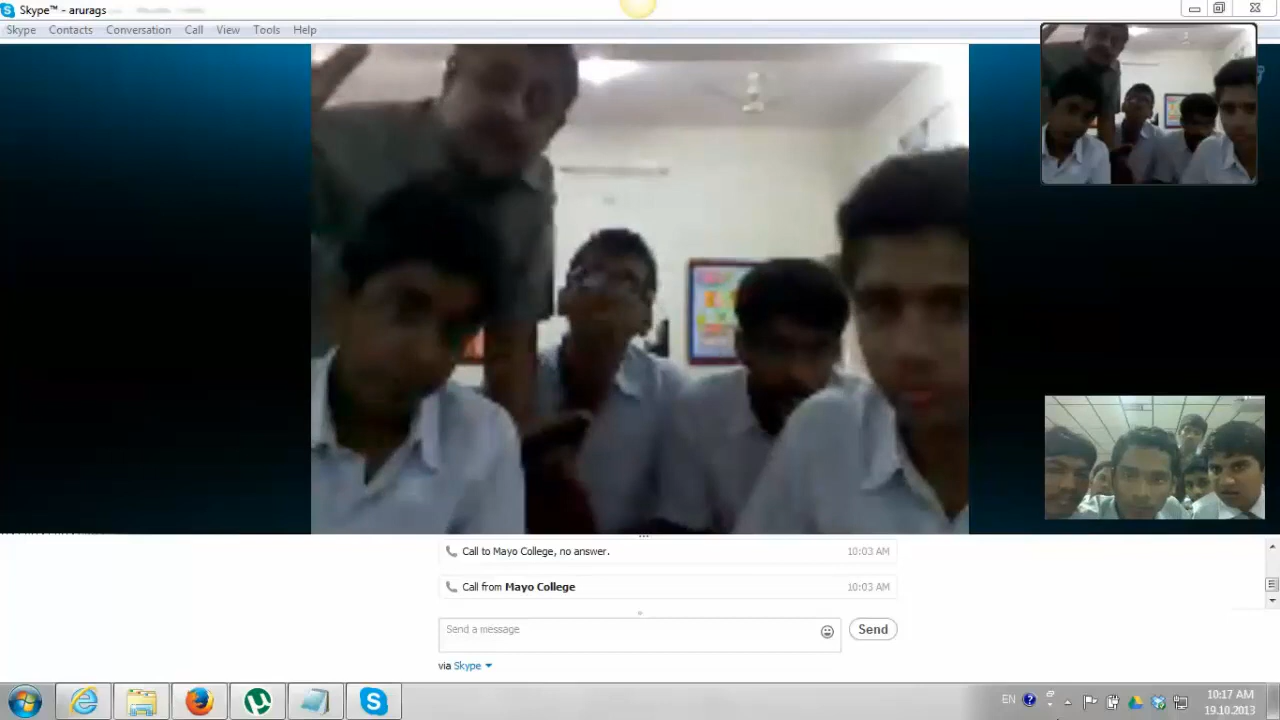 Skype™ - arurags
Skype Contacts Conversation Call View Tools Help
Call to Mayo College, no answer. 10:03 AM
Call from Mayo College 10:03 AM
Send a message Send
via Skype
EN 10:17 AM
19.10.2013